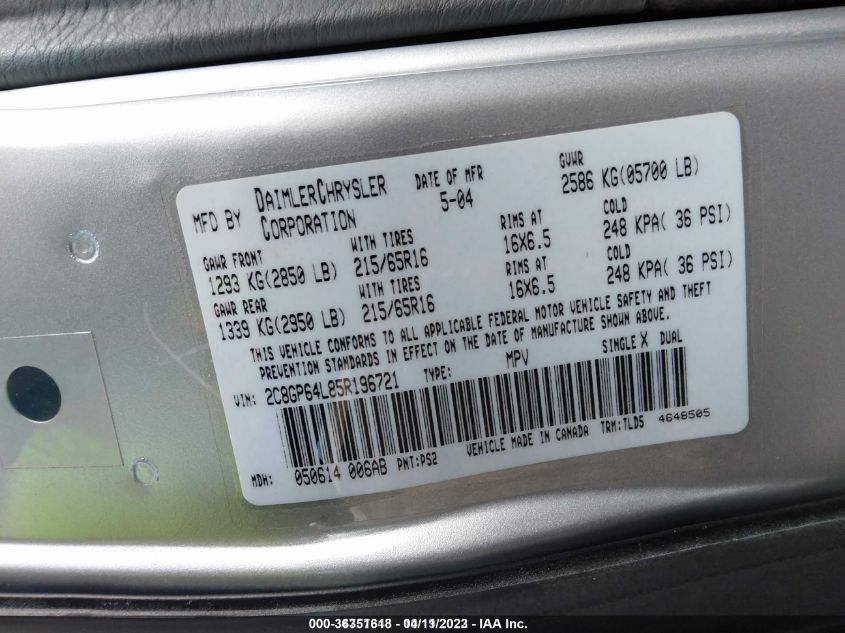 MFD BY DAIMLERCHRYSLER CORPORATION DATE OF MFR 5-04 GVWR 2586 KG(05700 LB)
GAWR FRONT WITH TIRES RIMS AT COLD
1293 KG(2850 LB) 215/65R16 16X6.5 248 KPA( 36 PSI)
GAWR REAR WITH TIRES RIMS AT COLD
1339 KG(2950 LB) 215/65R16 16X6.5 248 KPA( 36 PSI)
THIS VEHICLE CONFORMS TO ALL APPLICABLE FEDERAL MOTOR VEHICLE SAFETY AND THEFT
PREVENTION STANDARDS IN EFFECT ON THE DATE OF MANUFACTURE SHOWN ABOVE.
VIN: 2C8GP64L85R196721 TYPE: MPV SINGLE X DUAL
MDH: 050614 006AB PNT:PS2 VEHICLE MADE IN CANADA TRM:TLD5 4648505
000-36351618 04/11/2023 - IAAI, Inc.